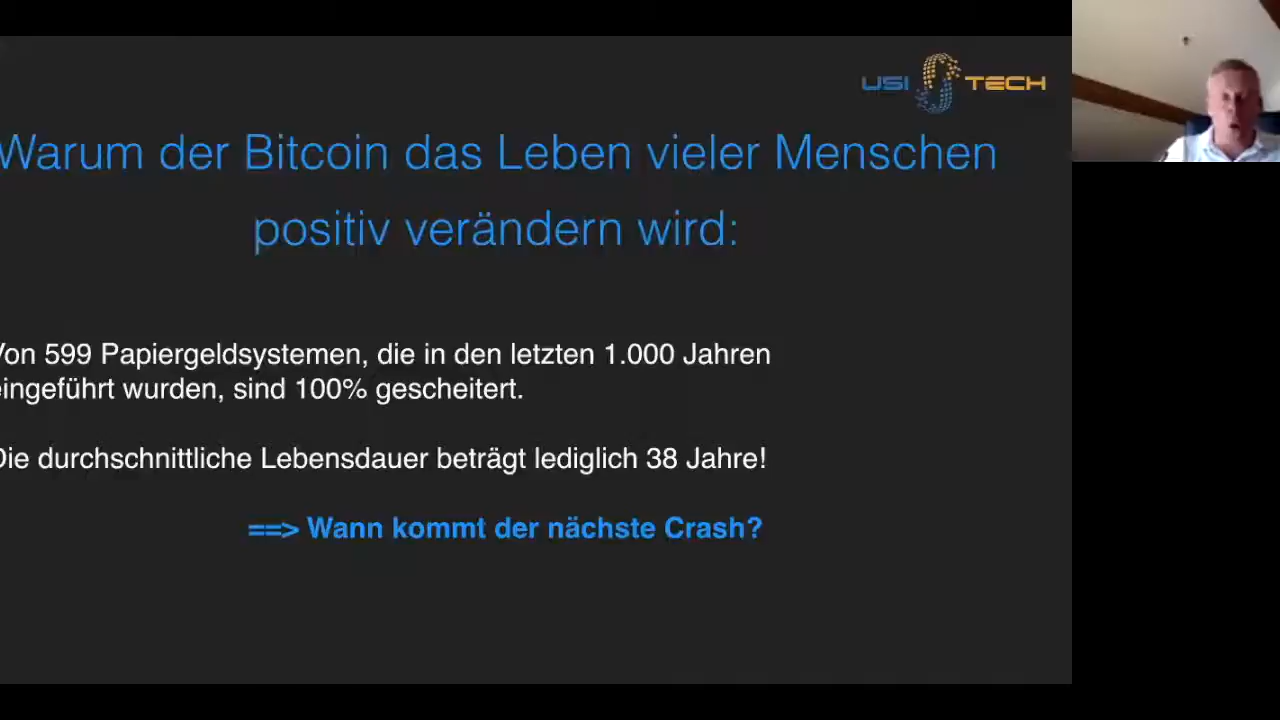 USI TECH
Warum der Bitcoin das Leben vieler Menschen
positiv verändern wird:
Von 599 Papiergeldsystemen, die in den letzten 1.000 Jahren
eingeführt wurden, sind 100% gescheitert.
Die durchschnittliche Lebensdauer beträgt lediglich 38 Jahre!
==> Wann kommt der nächste Crash?